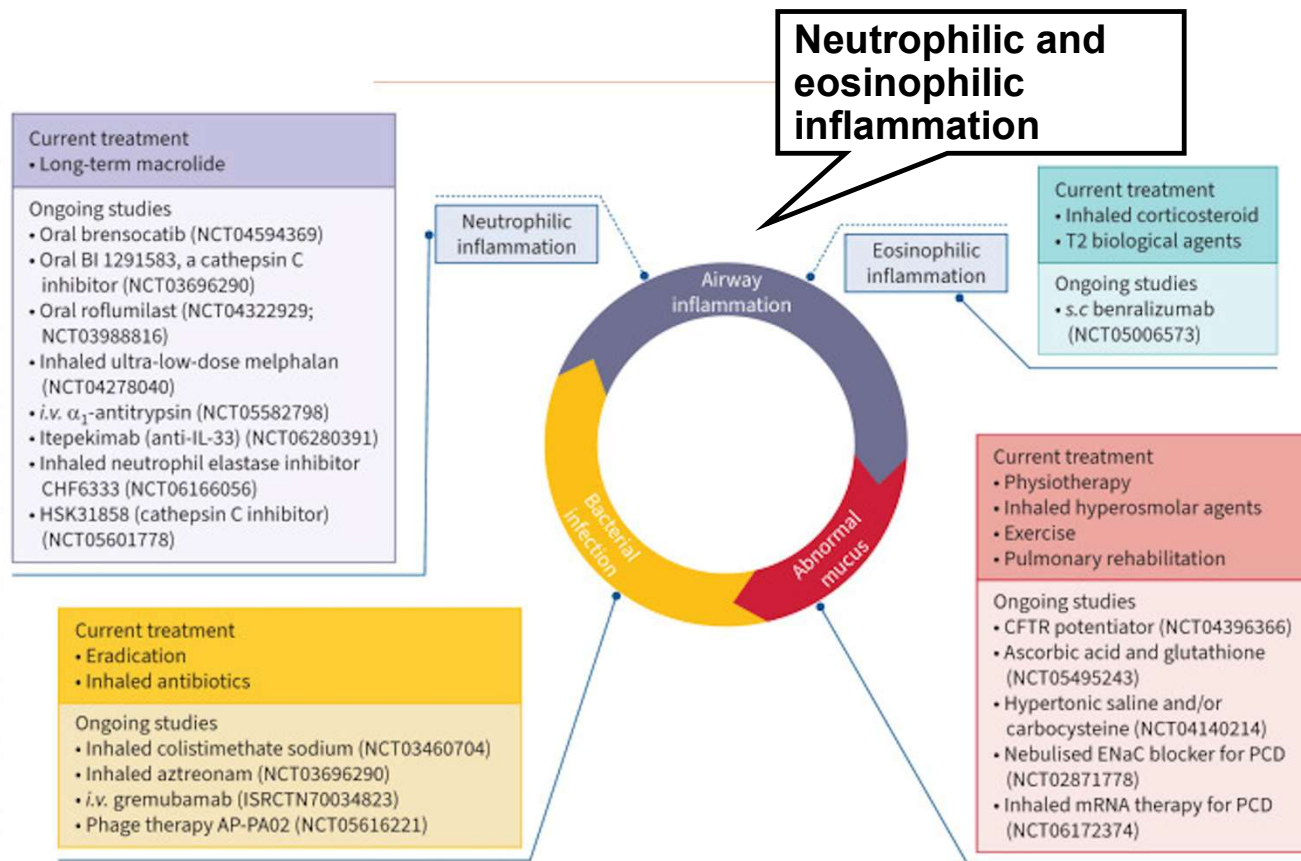 Neutrophilic and
eosinophilic
inflammation
Current treatment
• Long-term macrolide
Ongoing studies
• Oral brensocatib (NCT04594369)
• Oral BI 1291583, a cathepsin C
inhibitor (NCT03696290)
• Oral roflumilast (NCT04322929;
NCT03988816)
• Inhaled ultra-low-dose melphalan
(NCT04278040)
• i.v. α₁-antitrypsin (NCT05582798)
• Itepekimab (anti-IL-33) (NCT06280391)
• Inhaled neutrophil elastase inhibitor
CHF6333 (NCT06166056)
• HSK31858 (cathepsin C inhibitor)
(NCT05601778)
Neutrophilic
inflammation
Airway
inflammation
Eosinophilic
inflammation
Current treatment
• Inhaled corticosteroid
• T2 biological agents
Ongoing studies
• s.c benralizumab
(NCT05006573)
Bacterial
infection
Abnormal
mucus
Current treatment
• Eradication
• Inhaled antibiotics
Ongoing studies
• Inhaled colistimethate sodium (NCT03460704)
• Inhaled aztreonam (NCT03696290)
• i.v. gremubamab (ISRCTN70034823)
• Phage therapy AP-PA02 (NCT05616221)
Current treatment
• Physiotherapy
• Inhaled hyperosmolar agents
• Exercise
• Pulmonary rehabilitation
Ongoing studies
• CFTR potentiator (NCT04396366)
• Ascorbic acid and glutathione
(NCT05495243)
• Hypertonic saline and/or
carbocysteine (NCT04140214)
• Nebulised ENaC blocker for PCD
(NCT02871778)
• Inhaled mRNA therapy for PCD
(NCT06172374)